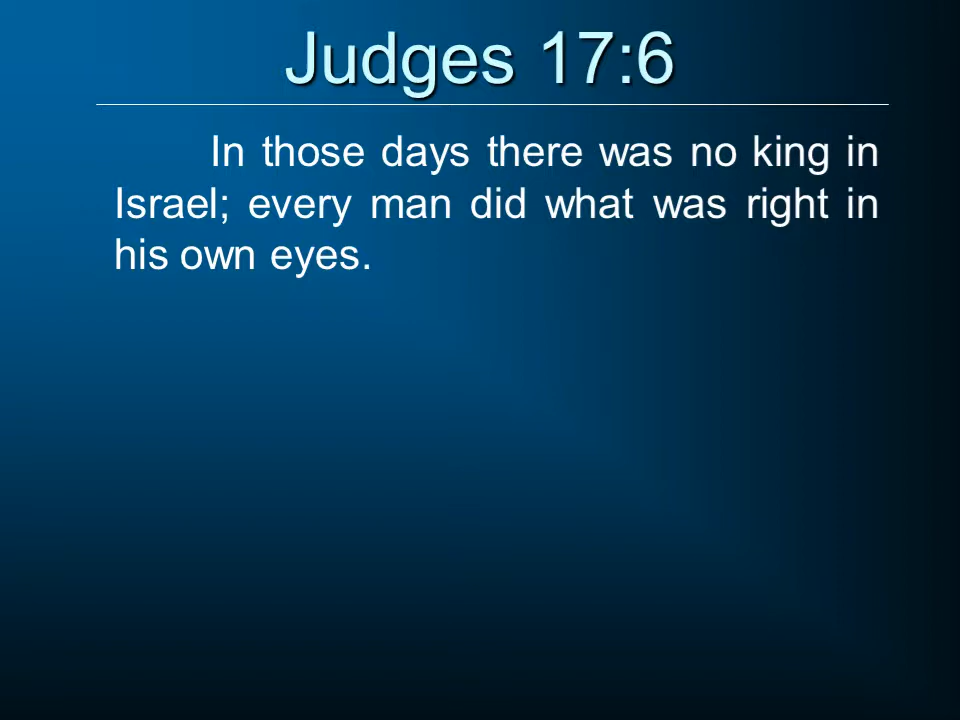 Judges 17:6
In those days there was no king in
Israel; every man did what was right in
his own eyes.